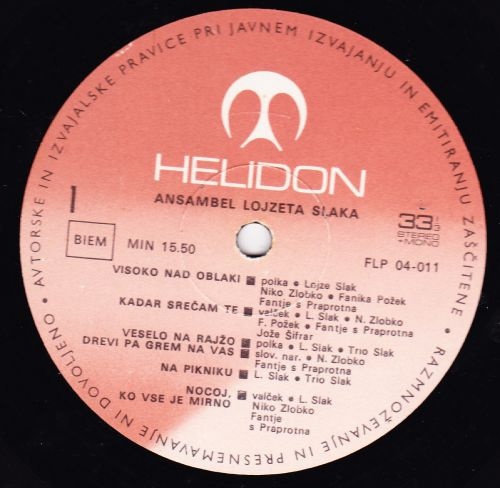 AVTORSKE IN IZVAJALSKE PRAVICE PRI JAVNEM IZVAJANJU IN EMITIRANJU ZAŠČITENE • RAZMNOŽEVANJE IN PRESNEMAVANJE NI DOVOLJENO •
HELIDON
ANSAMBEL LOJZETA SLAKA
1
BIEM
MIN 15.50
33 1/3
STEREO
+MONO
FLP 04-011
VISOKO NAD OBLAKI ■ polka • Lojze Slak
Niko Zlobko • Fanika Požek
Fantje s Praprotna
KADAR SREČAM TE ■ valček • L. Slak • N. Zlobko
F. Požek • Fantje s Praprotna
Jože Šifrar
VESELO NA RAJŽO ■ polka • L. Slak • Trio Slak
DREVI PA GREM NA VAS ■ slov. nar. • N. Zlobko
Fantje s Praprotna
NA PIKNIKU ■ L. Slak • Trio Slak
NOCOJ, ■ valček • L. Slak
KO VSE JE MIRNO Niko Zlobko
Fantje
s Praprotna